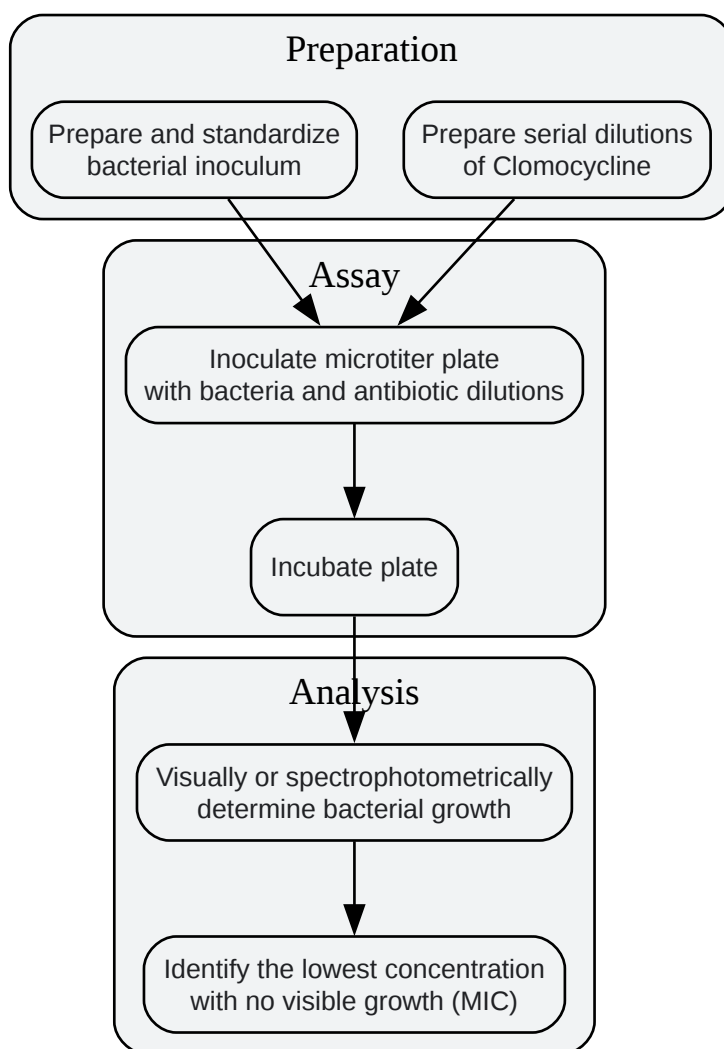 Preparation
Prepare and standardize
bacterial inoculum
Prepare serial dilutions
of Clomocycline
Assay
Inoculate microtiter plate
with bacteria and antibiotic dilutions
Incubate plate
Analysis
Visually or spectrophotometrically
determine bacterial growth
Identify the lowest concentration
with no visible growth (MIC)